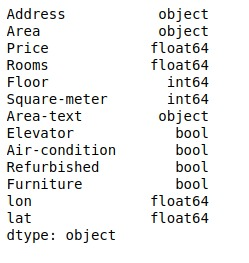 Address object
Area object
Price float64
Rooms float64
Floor int64
Square-meter int64
Area-text object
Elevator bool
Air-condition bool
Refurbished bool
Furniture bool
lon float64
lat float64
dtype: object